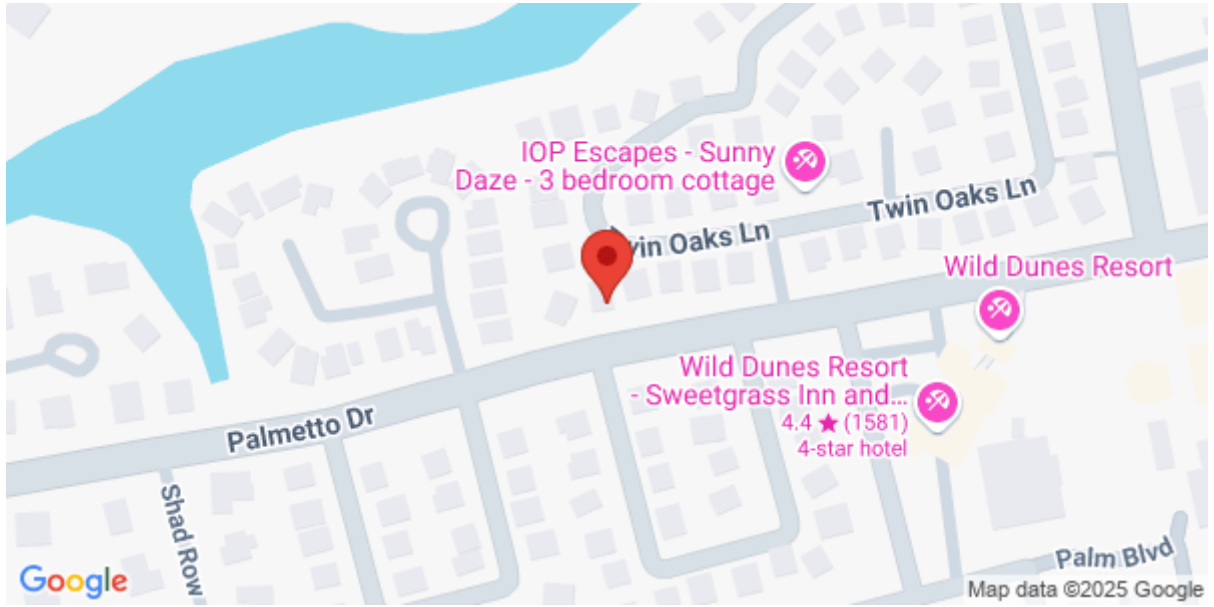 IOP Escapes - Sunny
Daze - 3 bedroom cottage
Twin Oaks Ln
win Oaks Ln
Wild Dunes Resort
Wild Dunes Resort
- Sweetgrass Inn and...
4.4 ★ (1581)
4-star hotel
Palmetto Dr
Shad Row
Palm Blvd
Google
Map data ©2025 Google